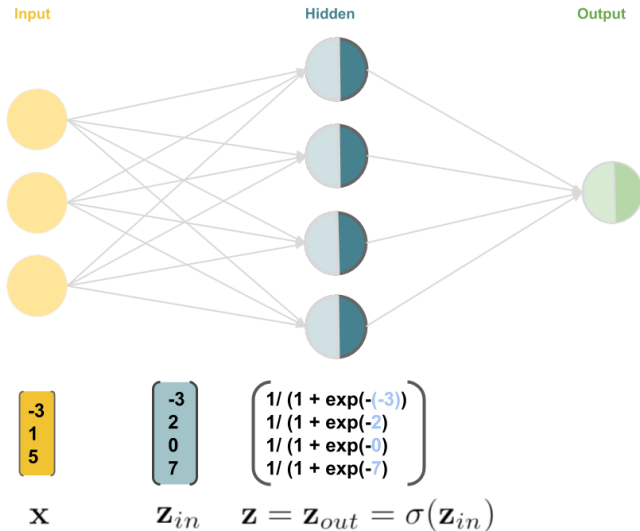 Input Hidden Output
-3
1
5
-3
2
0
7
1/ (1 + exp(-(-3))
1/ (1 + exp(-2)
1/ (1 + exp(-0)
1/ (1 + exp(-7)
x z_in z = z_out = σ(z_in)